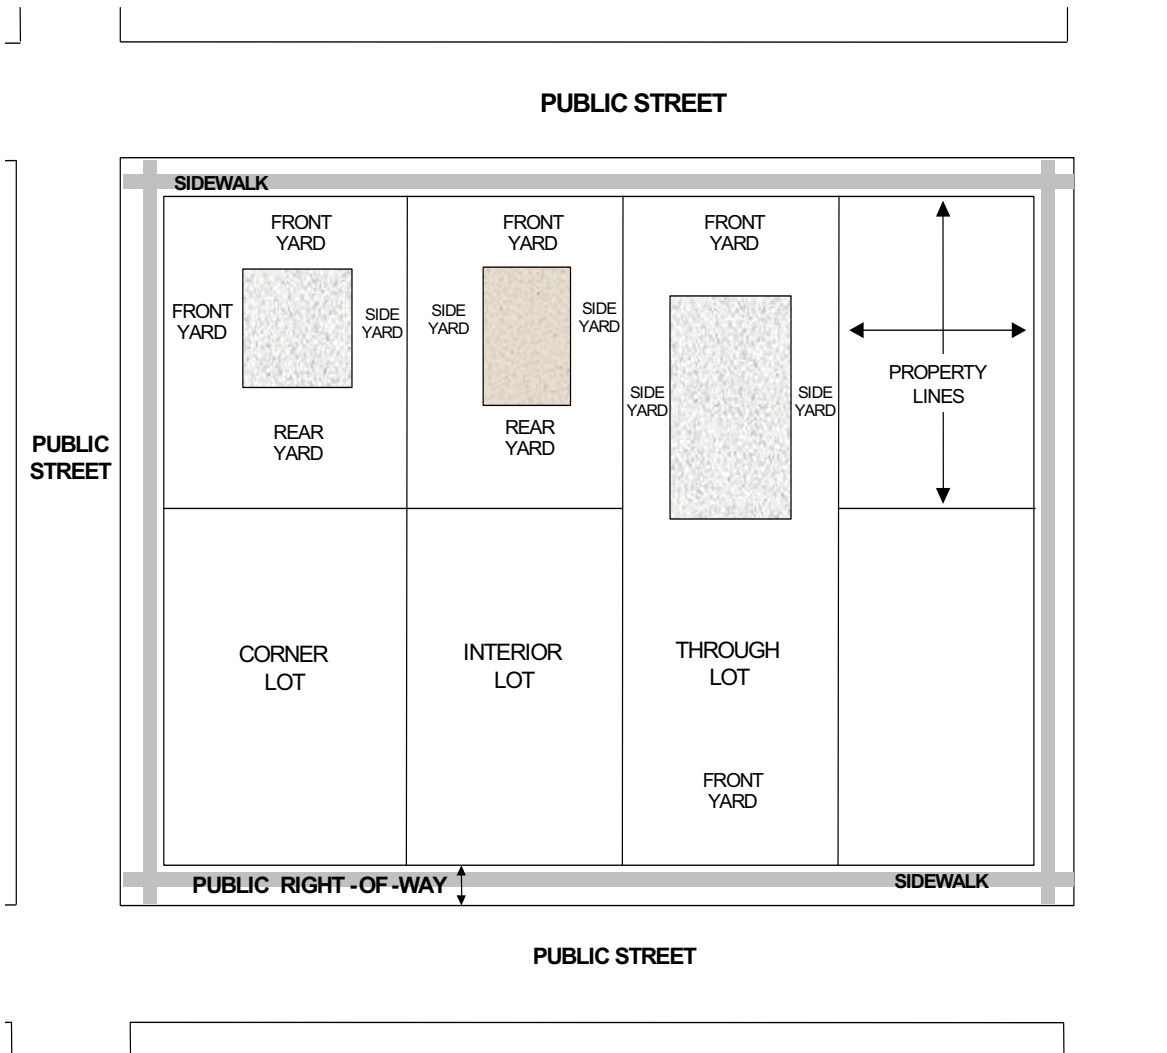 PUBLIC STREET
SIDEWALK
FRONT
YARD
FRONT
YARD
FRONT
YARD
FRONT
YARD
SIDE
YARD
SIDE
YARD
SIDE
YARD
PROPERTY
LINES
SIDE
YARD
SIDE
YARD
REAR
YARD
REAR
YARD
PUBLIC
STREET
CORNER
LOT
INTERIOR
LOT
THROUGH
LOT
FRONT
YARD
PUBLIC RIGHT -OF -WAY
SIDEWALK
PUBLIC STREET